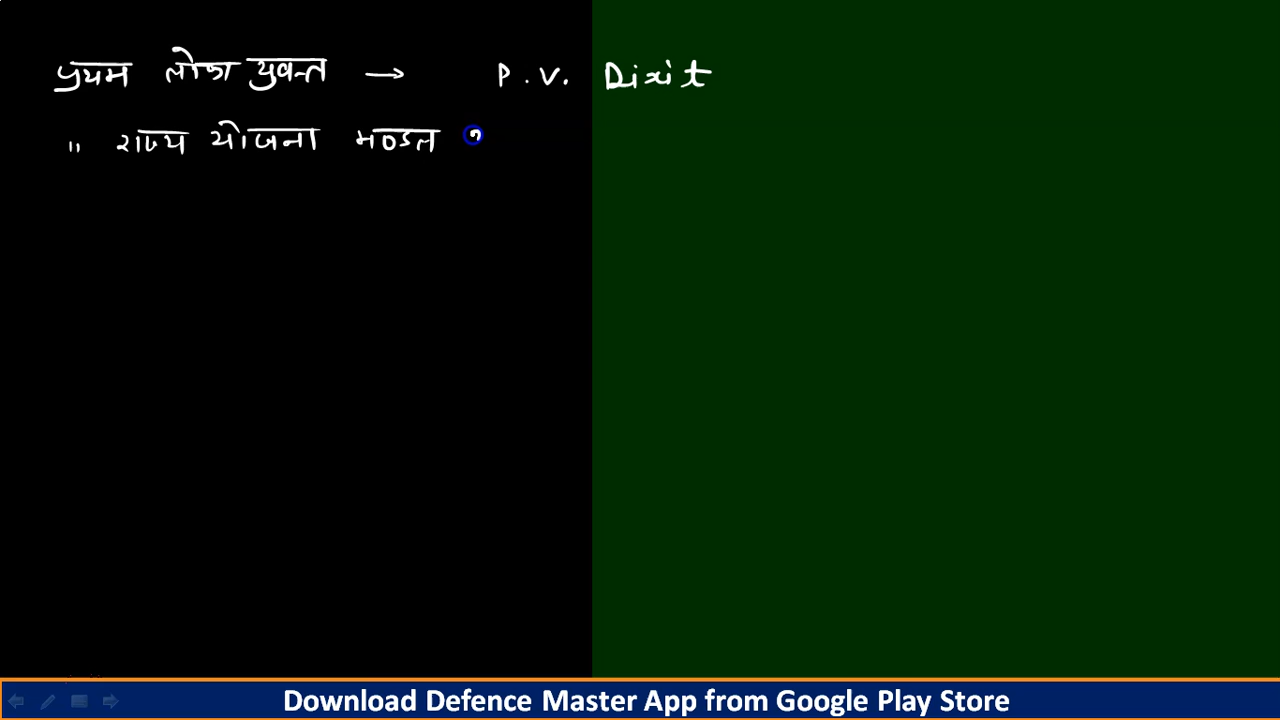 प्रथम लोकायुक्त → P.V. Dixit
" राज्य योजना मण्डल
Download Defence Master App from Google Play Store